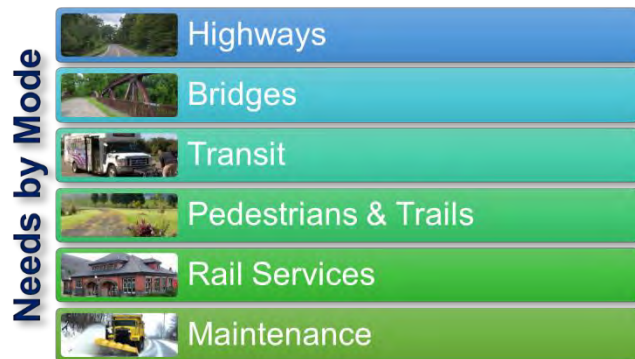 Needs by Mode
Highways
Bridges
Transit
Pedestrians & Trails
Rail Services
Maintenance